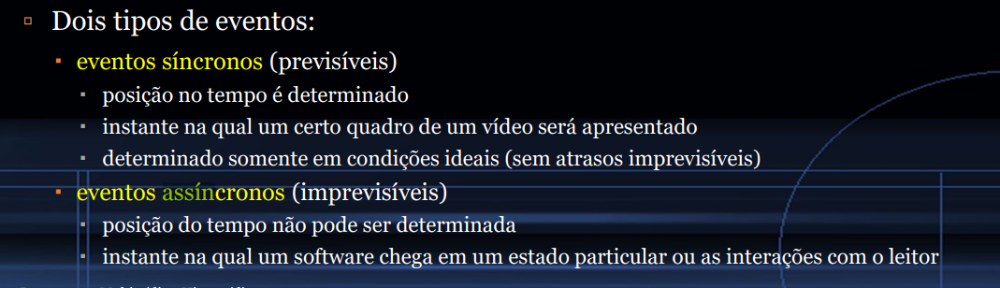 Dois tipos de eventos:
eventos síncronos (previsíveis)
posição no tempo é determinado
instante na qual um certo quadro de um vídeo será apresentado
determinado somente em condições ideais (sem atrasos imprevisíveis)
eventos assíncronos (imprevisíveis)
posição do tempo não pode ser determinada
instante na qual um software chega em um estado particular ou as interações com o leitor